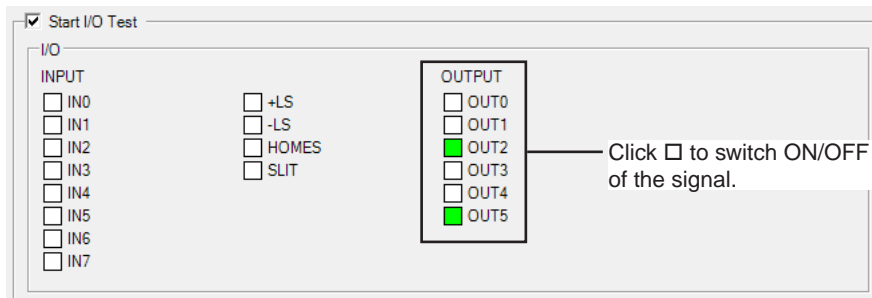 Start I/O Test
I/O
INPUT
IN0
IN1
IN2
IN3
IN4
IN5
IN6
IN7
+LS
-LS
HOMES
SLIT
OUTPUT
OUT0
OUT1
OUT2
OUT3
OUT4
OUT5
Click □ to switch ON/OFF
of the signal.